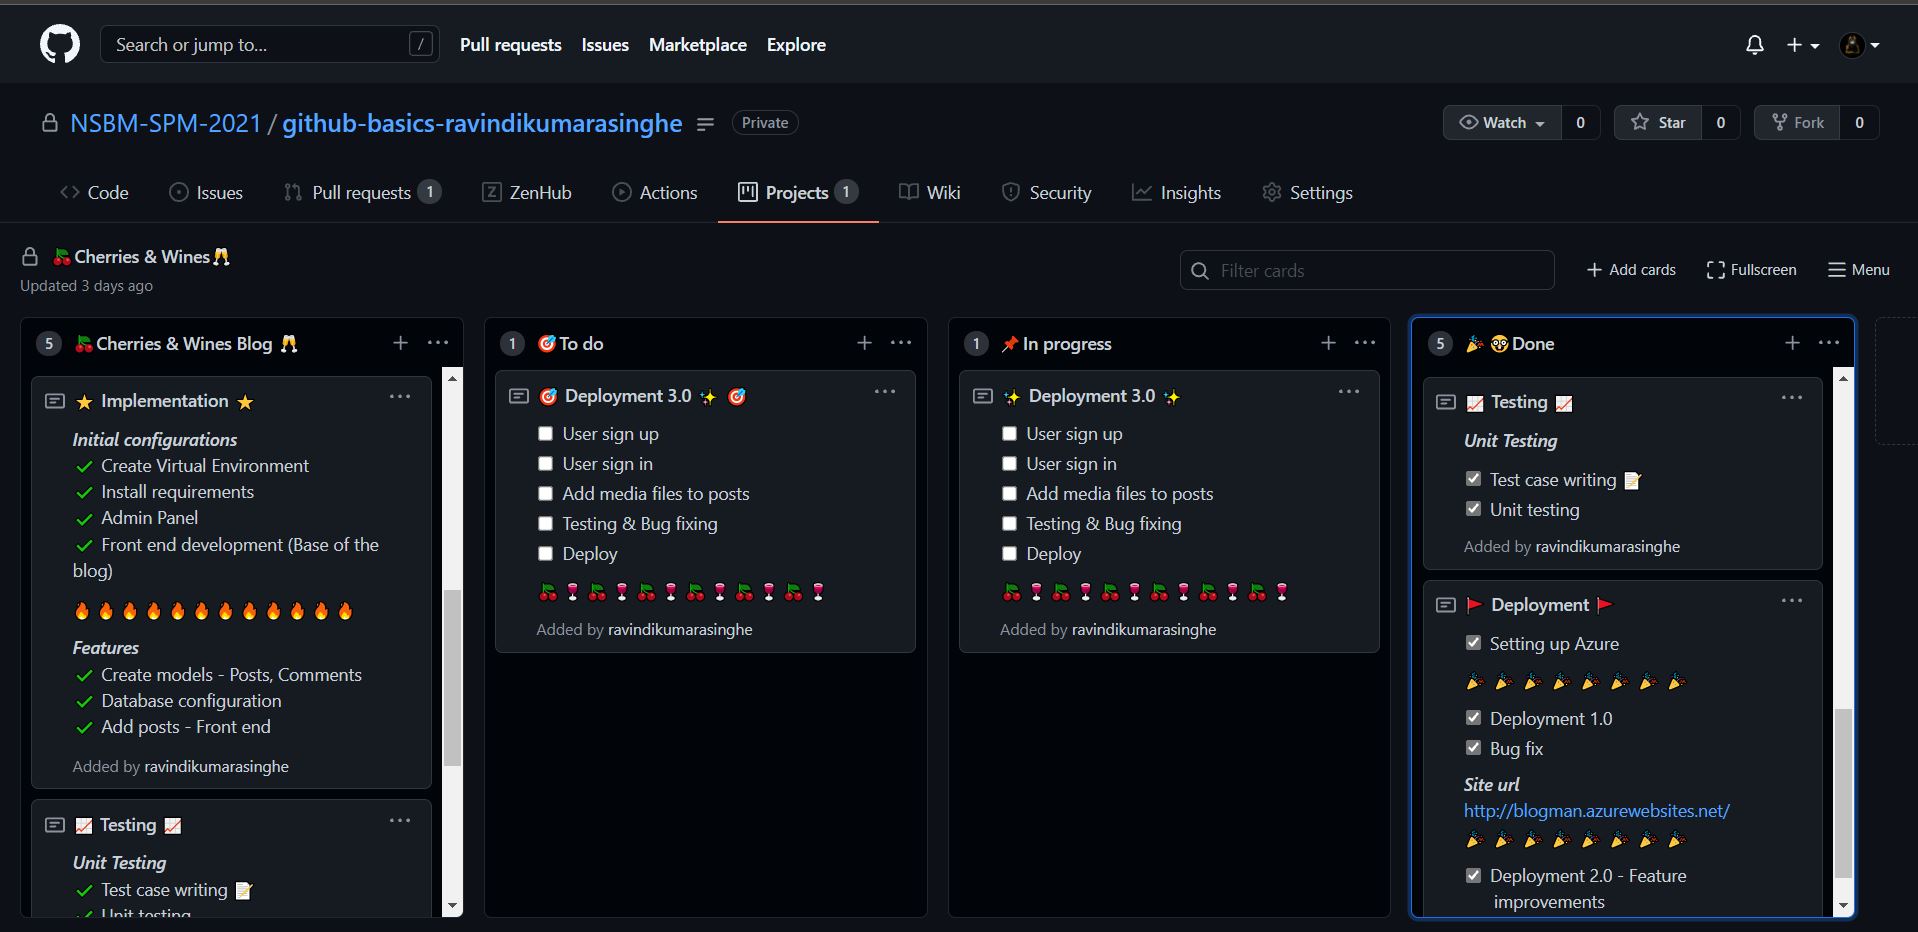 Search or jump to... /
Pull requests Issues Marketplace Explore
NSBM-SPM-2021 / github-basics-ravindikumarasinghe Private
Watch 0 Star 0 Fork 0
Code Issues Pull requests 1 ZenHub Actions Projects 1 Wiki Security Insights Settings
🍒Cherries & Wines🥂
Updated 3 days ago
Filter cards
+ Add cards Fullscreen Menu
5 🍒Cherries & Wines Blog 🥂
⭐ Implementation ⭐
Initial configurations
✔ Create Virtual Environment
✔ Install requirements
✔ Admin Panel
✔ Front end development (Base of the
blog)
🔥 🔥 🔥 🔥 🔥 🔥 🔥 🔥 🔥 🔥 🔥 🔥
Features
✔ Create models - Posts, Comments
✔ Database configuration
✔ Add posts - Front end
Added by ravindikumarasinghe
📈 Testing 📈
Unit Testing
✔ Test case writing 📝
✔ Unit testing
1 🎯To do
🎯 Deployment 3.0 ✨ 🎯
User sign up
User sign in
Add media files to posts
Testing & Bug fixing
Deploy
🍒 🍷 🍒 🍷 🍒 🍷 🍒 🍷 🍒 🍷 🍒 🍷
Added by ravindikumarasinghe
1 📌In progress
✨ Deployment 3.0 ✨
User sign up
User sign in
Add media files to posts
Testing & Bug fixing
Deploy
🍒 🍷 🍒 🍷 🍒 🍷 🍒 🍷 🍒 🍷 🍒 🍷
Added by ravindikumarasinghe
5 🎉 🤓Done
📈 Testing 📈
Unit Testing
Test case writing 📝
Unit testing
Added by ravindikumarasinghe
🚩 Deployment 🚩
Setting up Azure
🎉 🎉 🎉 🎉 🎉 🎉 🎉 🎉
Deployment 1.0
Bug fix
Site url
http://blogman.azurewebsites.net/
🎉 🎉 🎉 🎉 🎉 🎉 🎉 🎉
Deployment 2.0 - Feature
improvements